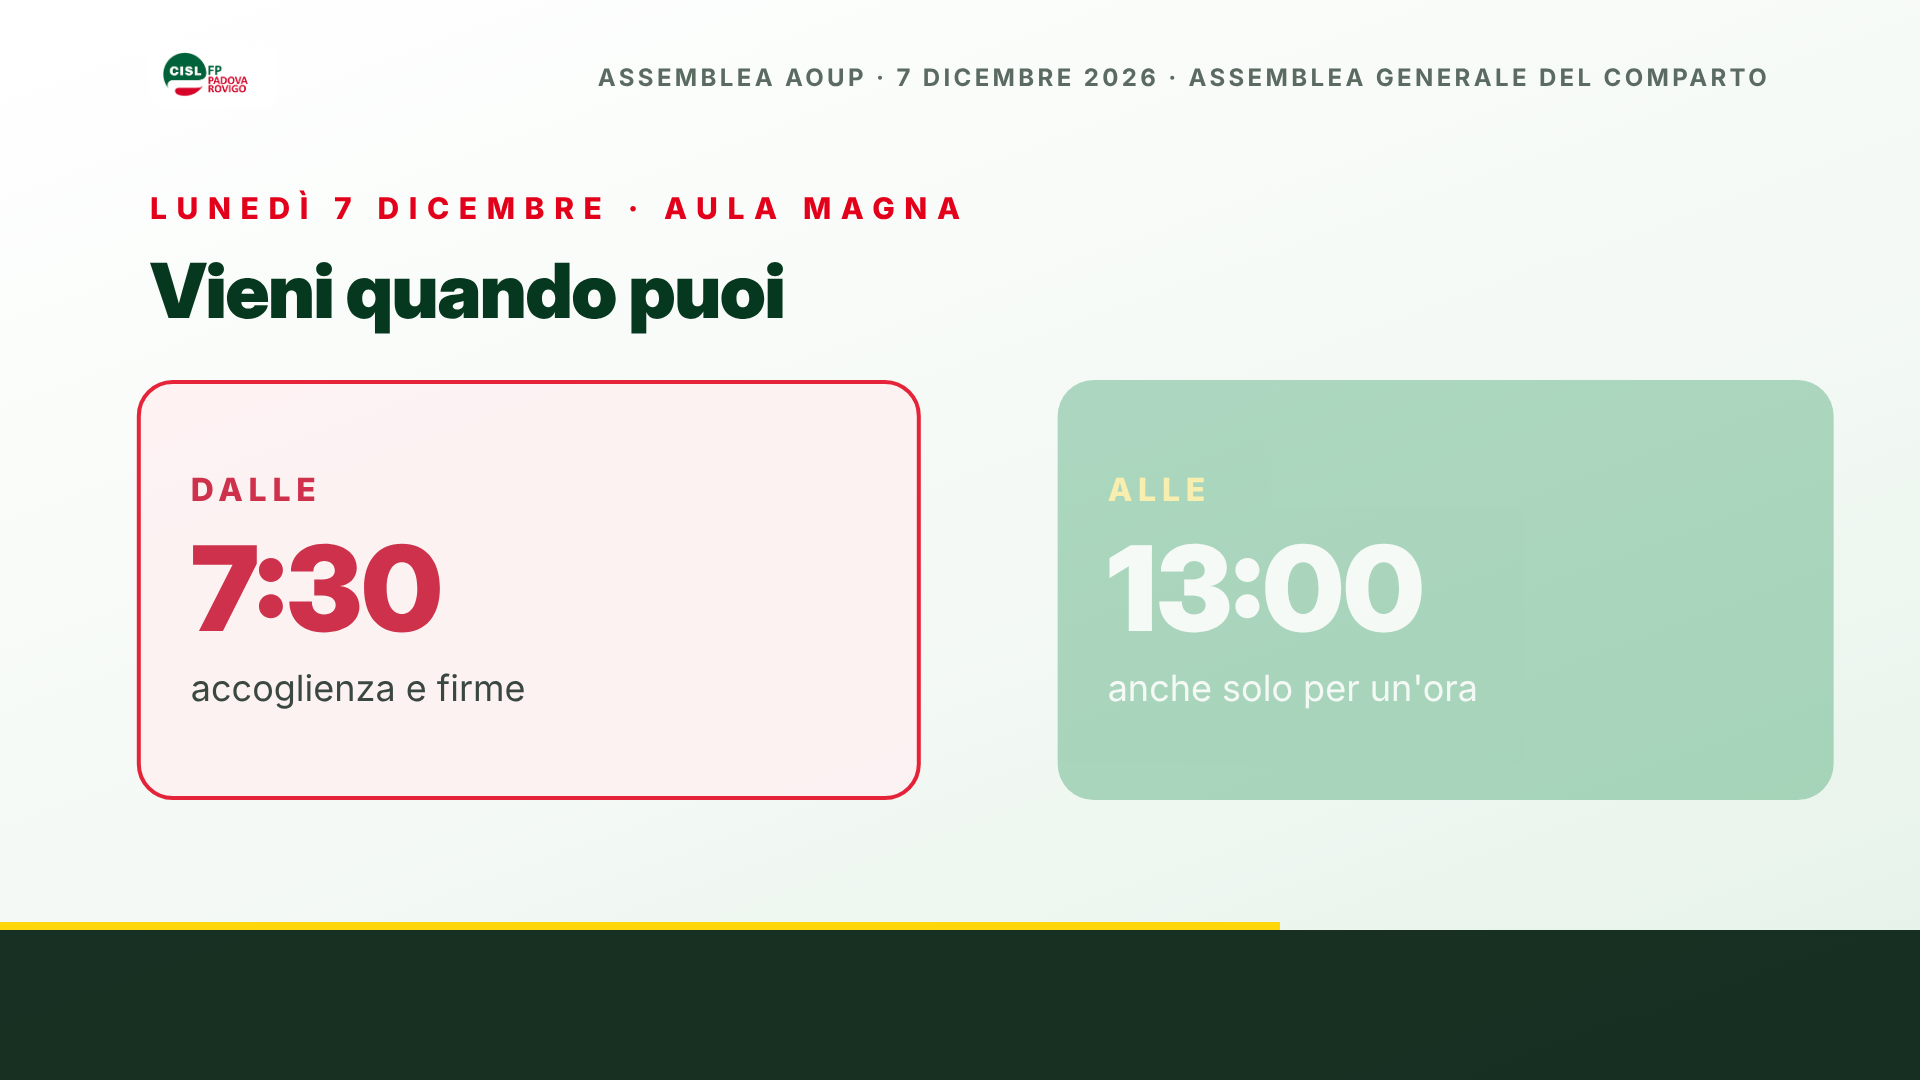 CISL FP
PADOVA
ROVIGO
ASSEMBLEA AOUP · 7 DICEMBRE 2026 · ASSEMBLEA GENERALE DEL COMPARTO
LUNEDÌ 7 DICEMBRE · AULA MAGNA
Vieni quando puoi
DALLE
7:30
accoglienza e firme
ALLE
13:00
anche solo per un'ora